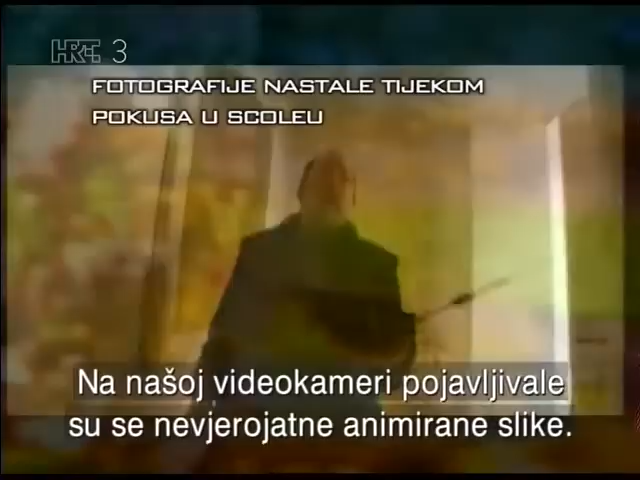 HRT 3
FOTOGRAFIJE NASTALE TIJEKOM
POKUSA U SCOLEU
Na našoj videokameri pojavljivale
su se nevjerojatne animirane slike.